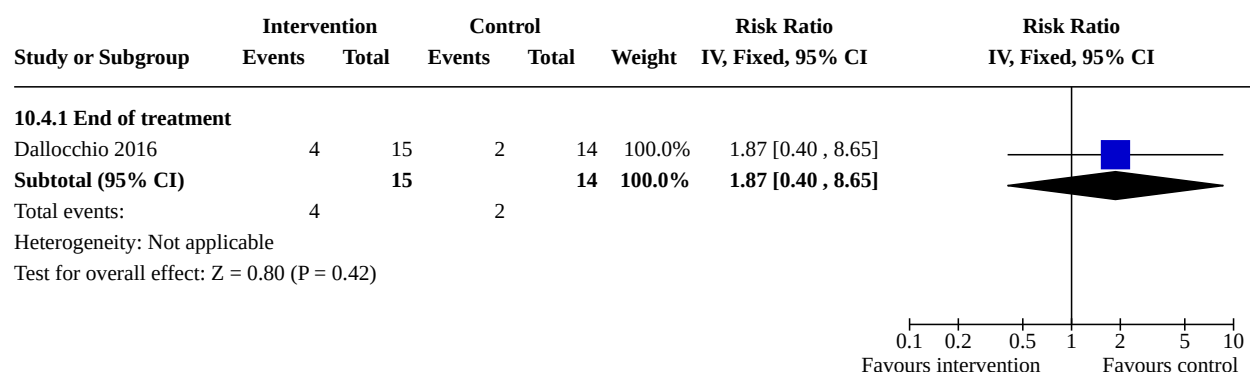 Intervention Control Risk Ratio Risk Ratio
Study or Subgroup Events Total Events Total Weight IV, Fixed, 95% CI IV, Fixed, 95% CI
10.4.1 End of treatment
Dallocchio 2016 4 15 2 14 100.0% 1.87 [0.40 , 8.65]
Subtotal (95% CI) 15 14 100.0% 1.87 [0.40 , 8.65]
Total events: 4 2
Heterogeneity: Not applicable
Test for overall effect: Z = 0.80 (P = 0.42)
0.1 0.2 0.5 1 2 5 10
Favours intervention Favours control